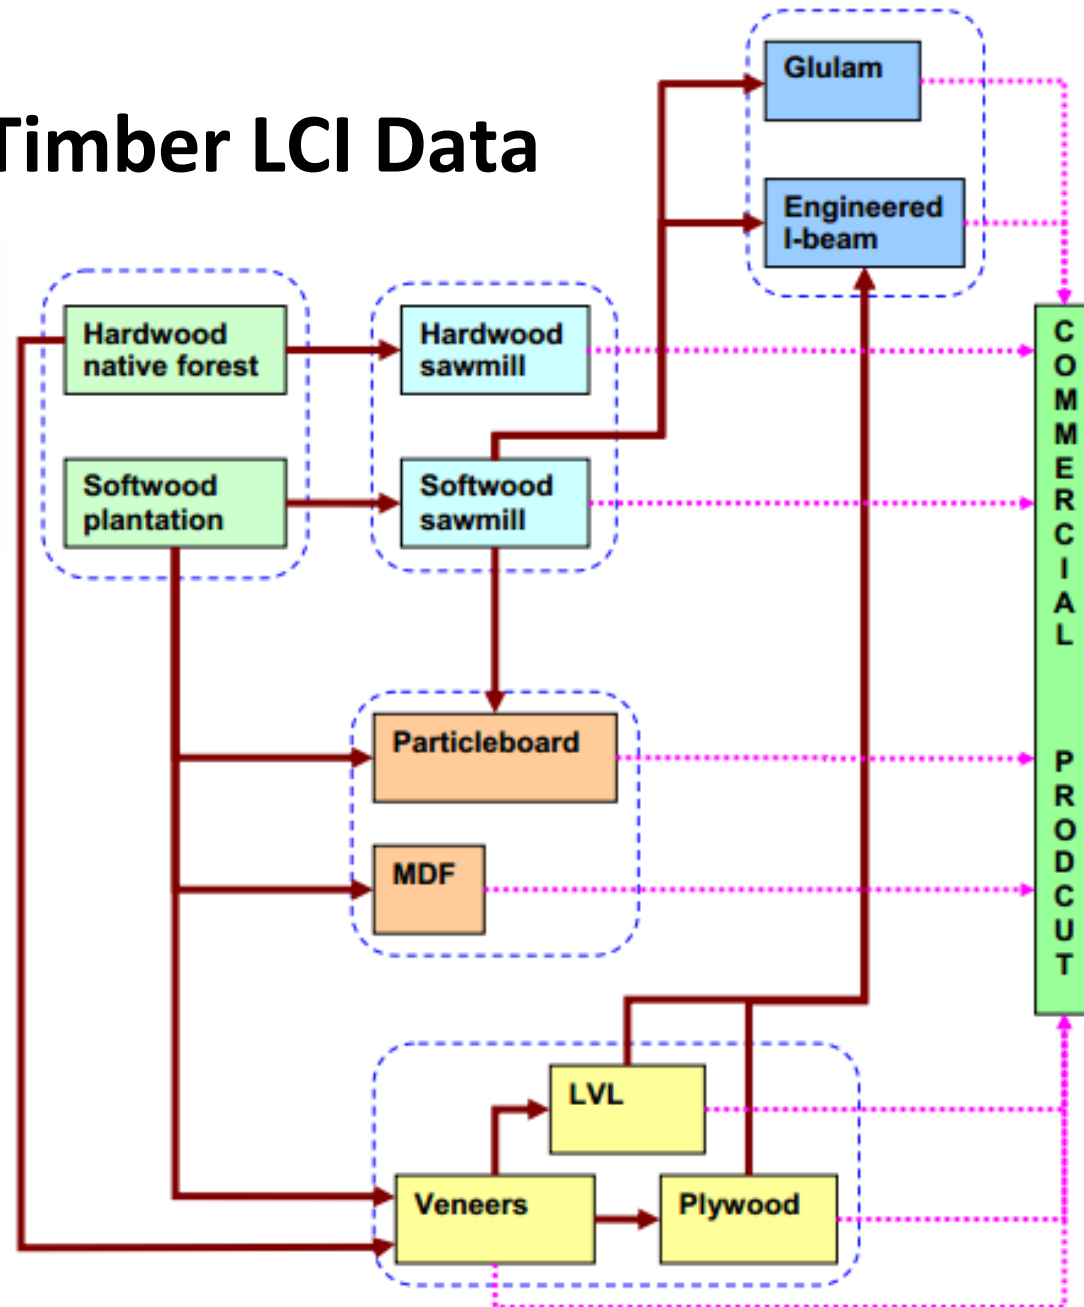 Timber LCI Data
Glulam
Engineered
I-beam
Hardwood
native forest
Hardwood
sawmill
Softwood
plantation
Softwood
sawmill
Particleboard
MDF
LVL
Veneers
Plywood
COMMERCIAL PRODCUT